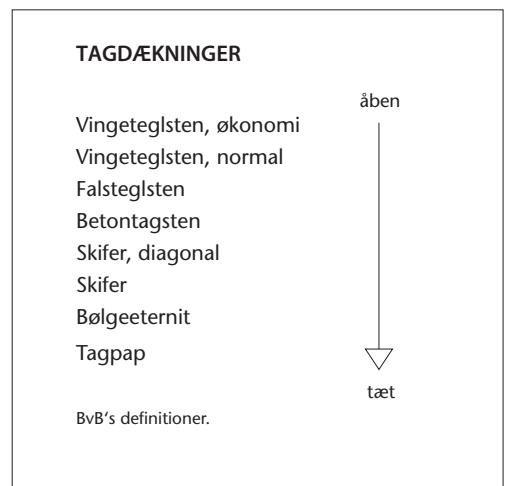 TAGDÆKNINGER
åben
Vingeteglsten, økonomi
Vingeteglsten, normal
Falsteglsten
Betontagsten
Skifer, diagonal
Skifer
Bølgeeternit
Tagpap
tæt
BvB‘s definitioner.